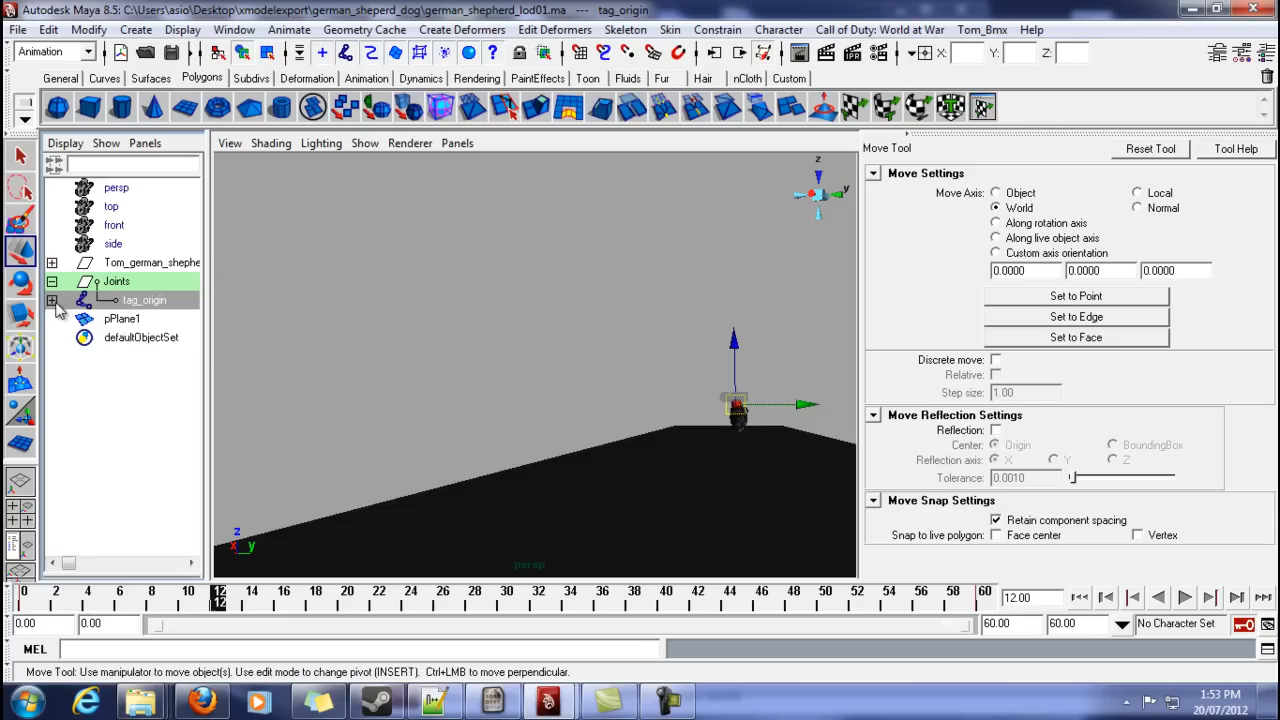 Autodesk Maya 8.5: C:\Users\asio\Desktop\xmodelexport\german_sheperd_dog\german_shepherd_lod01.ma --- tag_origin
File Edit Modify Create Display Window Animate Geometry Cache Create Deformers Edit Deformers Skeleton Skin Constrain Character Call of Duty: World at War Tom_Bmx Help
Animation X: Y: Z:
General Curves Surfaces Polygons Subdivs Deformation Animation Dynamics Rendering PaintEffects Toon Fluids Fur Hair nCloth Custom
Display Show Panels
persp
top
front
side
Tom_german_shephe
Joints
tag_origin
pPlane1
defaultObjectSet
View Shading Lighting Show Renderer Panels
z
y
z
x y
persp
Move Tool Reset Tool Tool Help
Move Settings
Move Axis: Object Local
World Normal
Along rotation axis
Along live object axis
Custom axis orientation
0.0000 0.0000 0.0000
Set to Point
Set to Edge
Set to Face
Discrete move:
Relative:
Step size: 1.00
Move Reflection Settings
Reflection:
Center: Origin BoundingBox
Reflection axis: X Y Z
Tolerance: 0.0010
Move Snap Settings
Retain component spacing
Snap to live polygon: Face center Vertex
0 2 4 6 8 10 12 14 16 18 20 22 24 26 28 30 32 34 36 38 40 42 44 46 48 50 52 54 56 58 60 12.00
12
0.00 0.00 60.00 60.00 No Character Set
MEL
Move Tool: Use manipulator to move object(s). Use edit mode to change pivot (INSERT). Ctrl+LMB to move perpendicular.
1:53 PM
20/07/2012